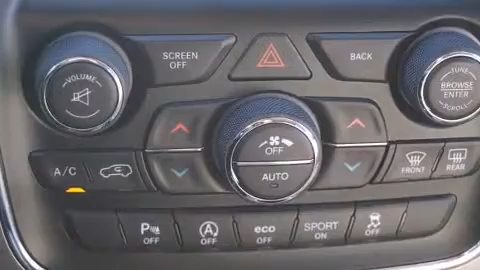 VOLUME
SCREEN
OFF
BACK
TUNE
BROWSE
ENTER
SCROLL
OFF
AUTO
A/C
FRONT
REAR
P
OFF
A
OFF
eco
OFF
SPORT
ON
OFF